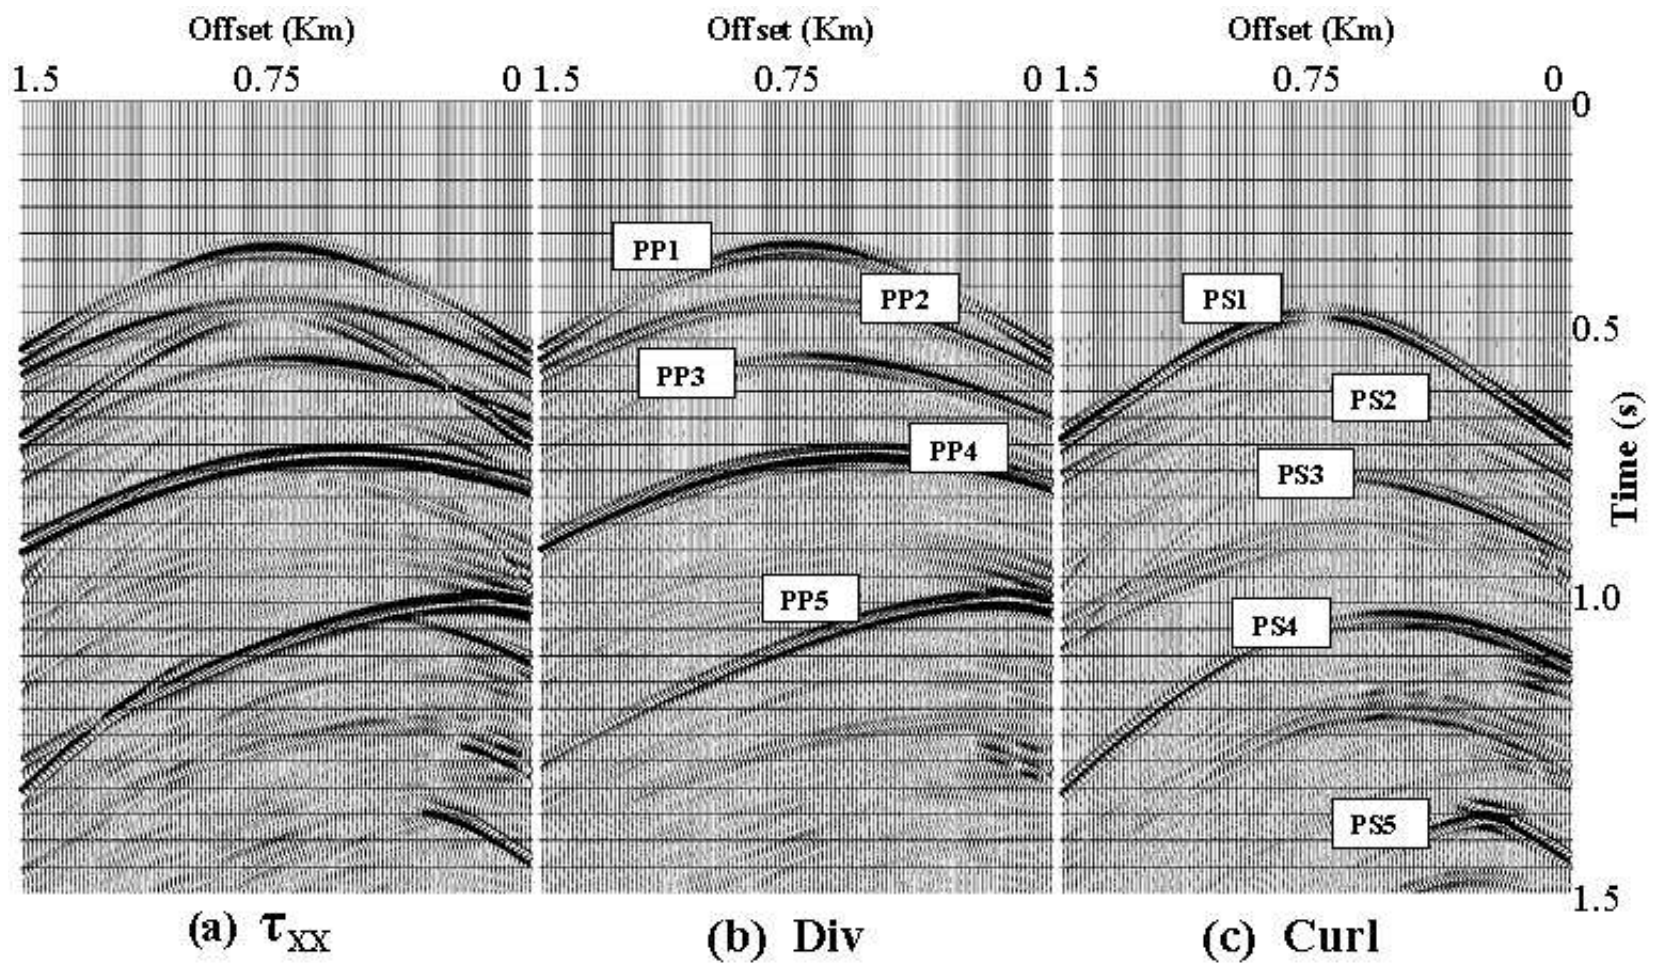 Offset (Km) Offset (Km) Offset (Km)
1.5 0.75 0 1.5 0.75 0 1.5 0.75 0
0
PP1
PP2
PS1
0.5
PP3
PS2
PP4
PS3
Time (s)
PP5
1.0
PS4
PS5
1.5
(a) τXX (b) Div (c) Curl